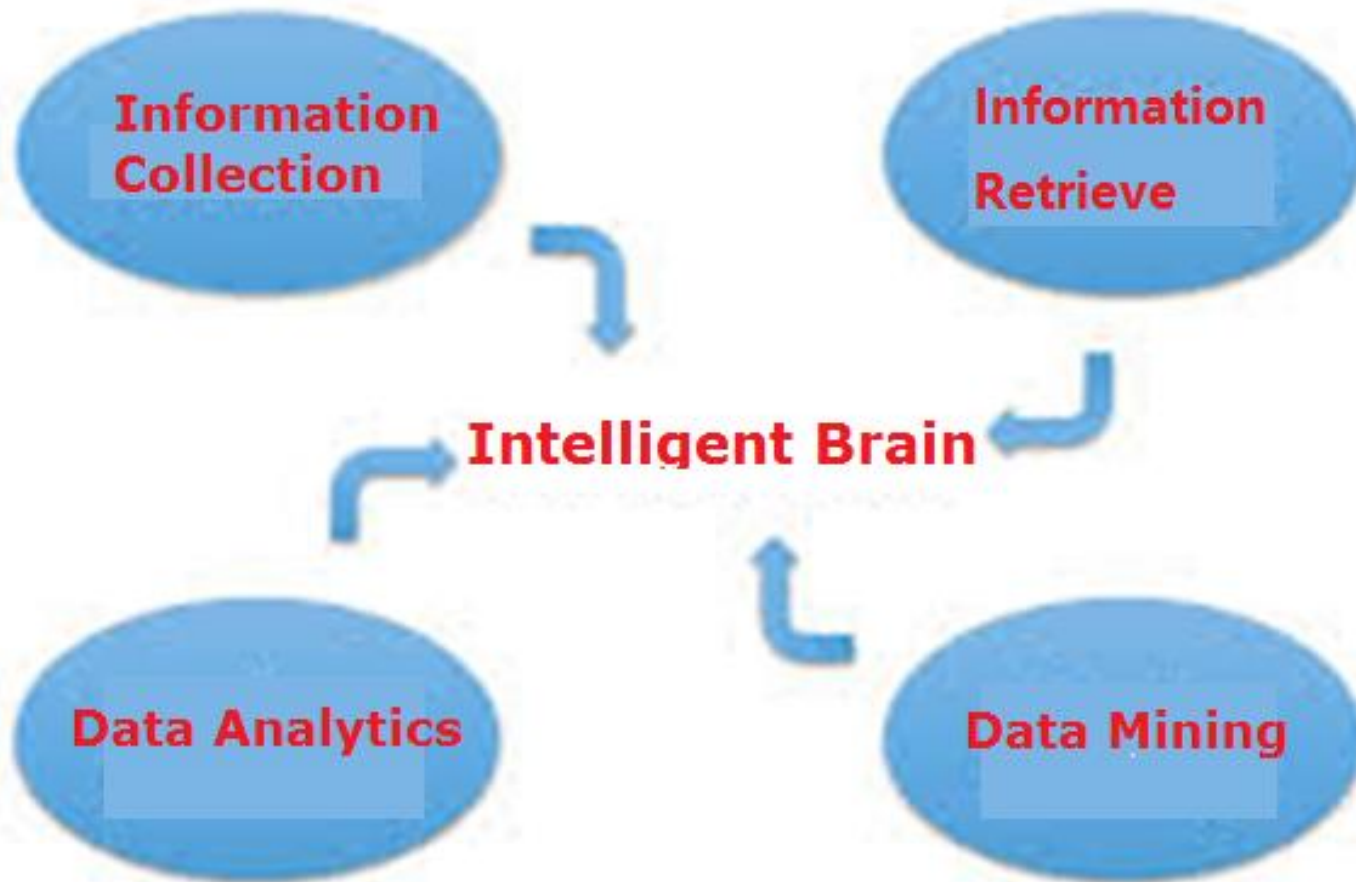 Information
Collection
Information
Retrieve
Intelligent Brain
Data Analytics
Data Mining